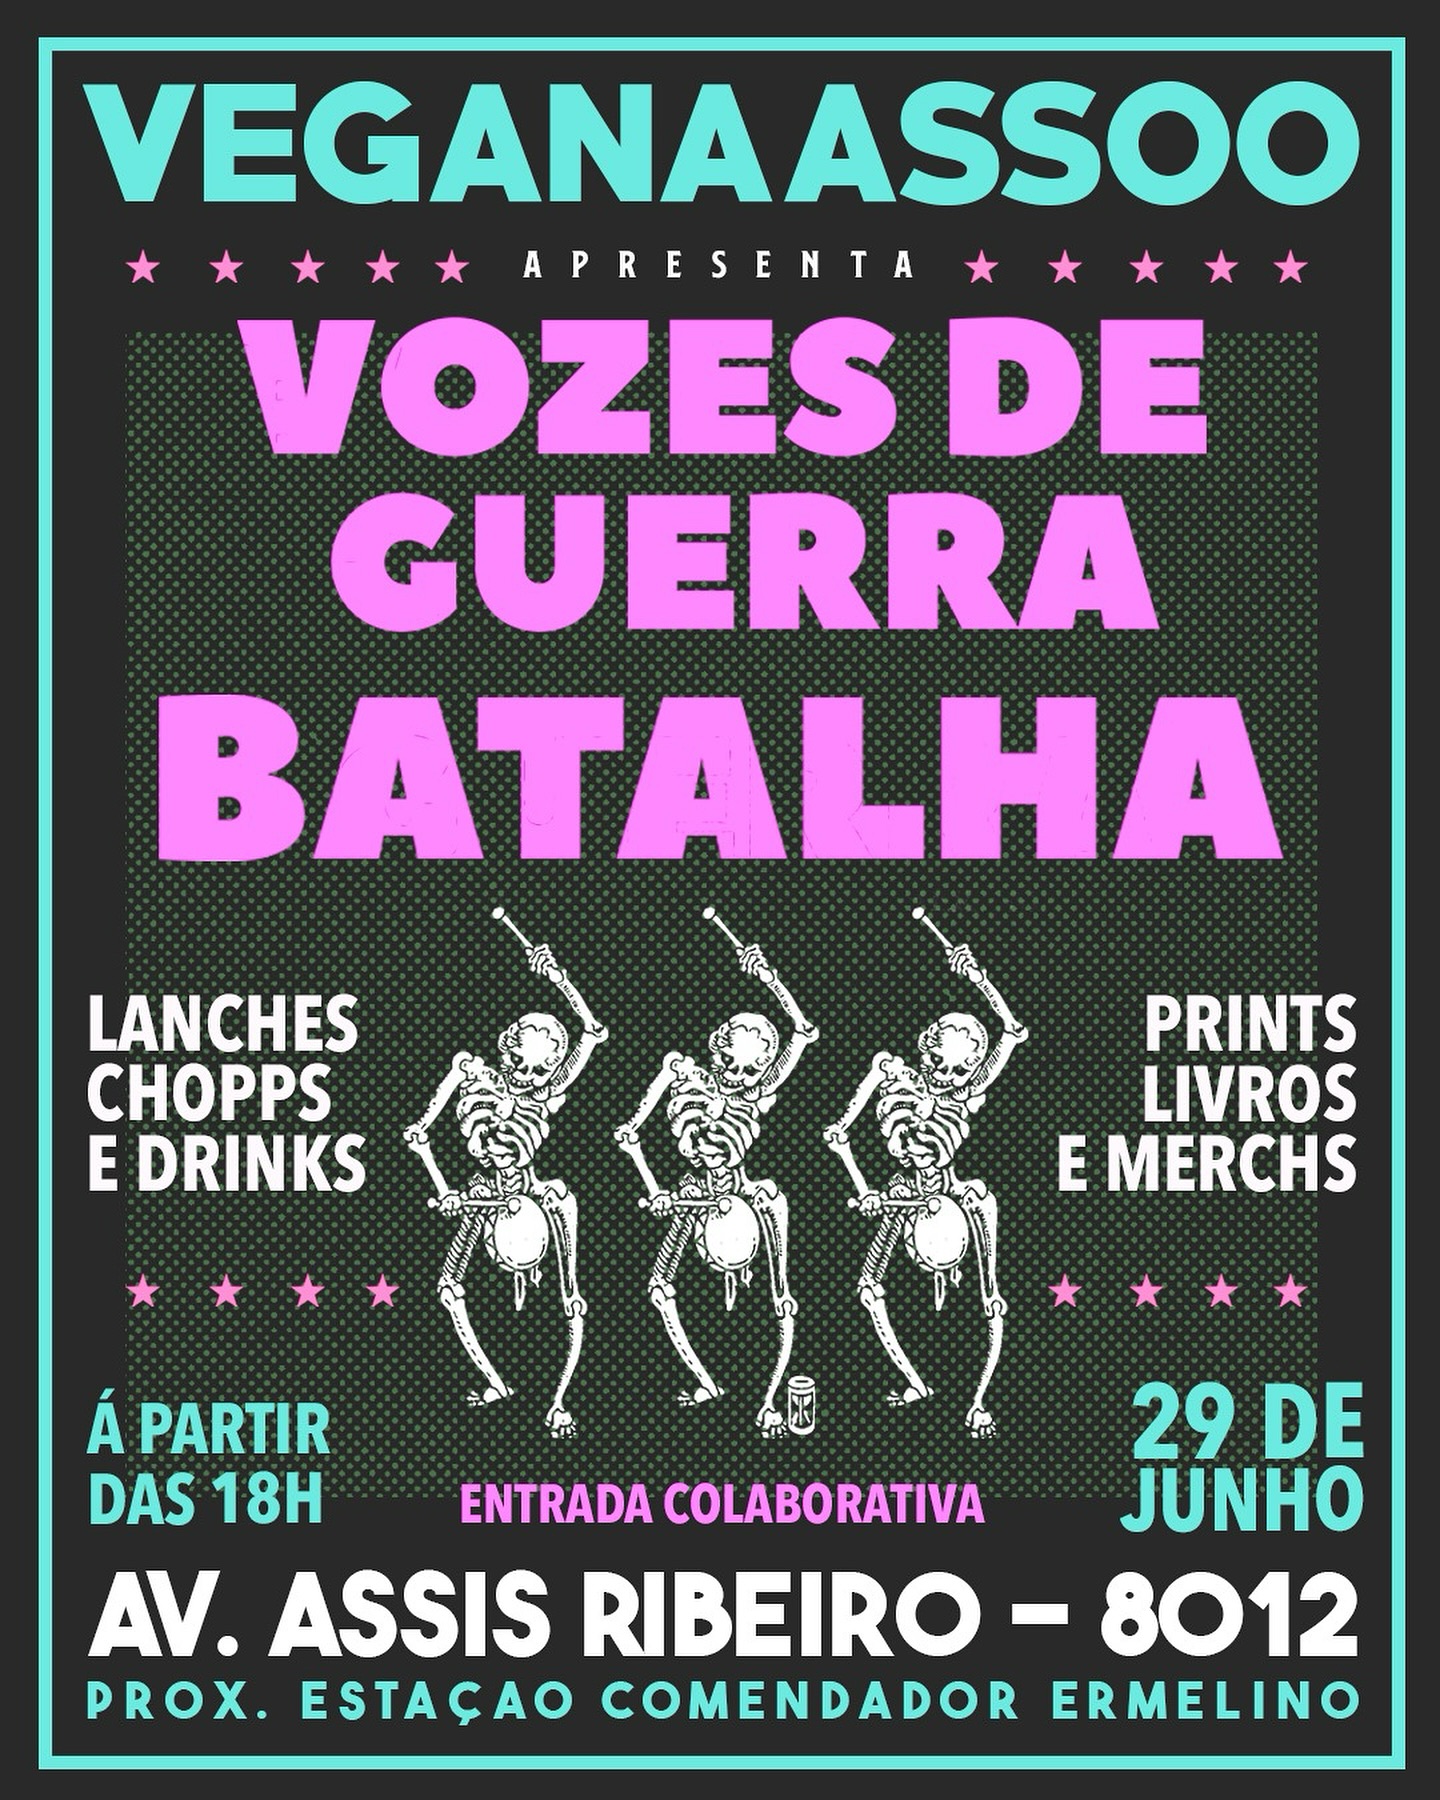 VEGANAASSOO
APRESENTA
VOZES DE
GUERRA
BATALHA
LANCHES
CHOPPS
E DRINKS
PRINTS
LIVROS
E MERCHS
Á PARTIR
DAS 18H
ENTRADA COLABORATIVA
29 DE
JUNHO
AV. ASSIS RIBEIRO – 8012
PROX. ESTAÇAO COMENDADOR ERMELINO